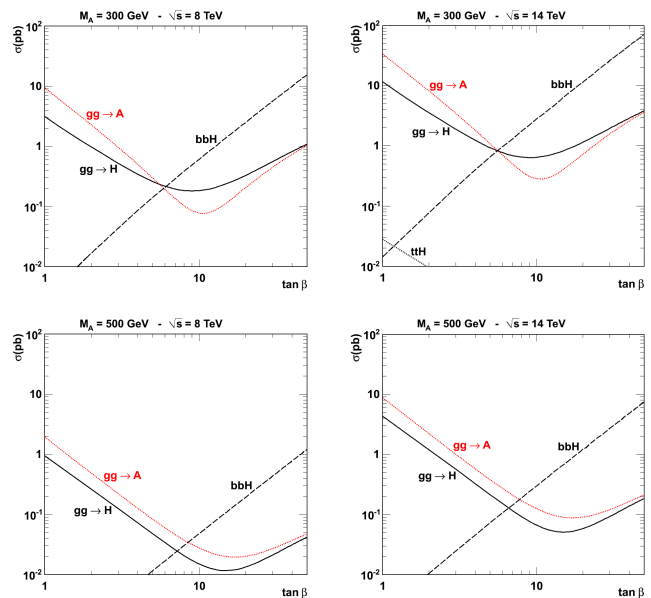 M_A = 300 GeV - √s = 8 TeV
σ(pb)
10²
10
1
10⁻¹
10⁻²
gg → A
gg → H
bbH
1 10 tan β
M_A = 300 GeV - √s = 14 TeV
σ(pb)
10²
10
1
10⁻¹
10⁻²
gg → A
gg → H
bbH
ttH
1 10 tan β
M_A = 500 GeV - √s = 8 TeV
σ(pb)
10²
10
1
10⁻¹
10⁻²
gg → A
gg → H
bbH
1 10 tan β
M_A = 500 GeV - √s = 14 TeV
σ(pb)
10²
10
1
10⁻¹
10⁻²
gg → A
gg → H
bbH
1 10 tan β